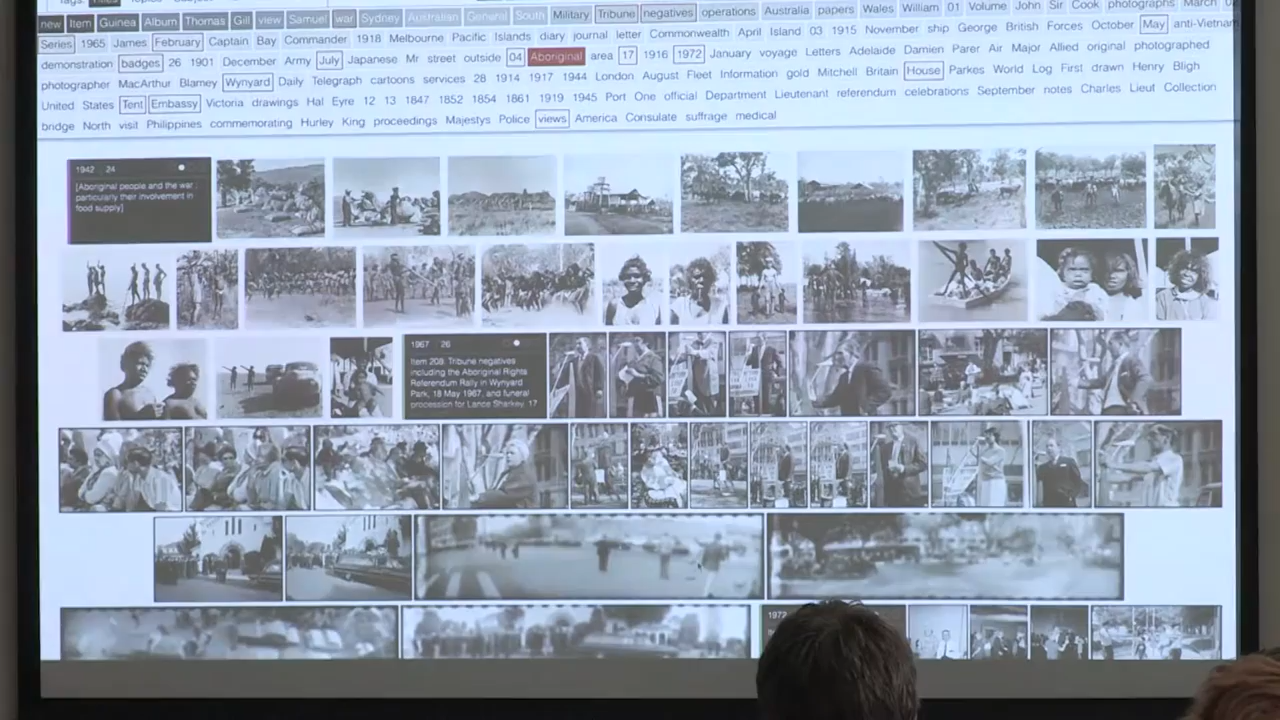 Tags: Titles
new Item Guinea Album Thomas Gill view Samuel war Sydney Australian General South Military Tribune negatives operations Australia papers Wales William 01 Volume John Sir Cook photographs March
Series 1965 James February Captain Bay Commander 1918 Melbourne Pacific Islands diary journal letter Commonwealth April Island 03 1915 November ship George British Forces October May anti-Vietnam
demonstration badges 26 1901 December Army July Japanese Mr street outside 04 Aboriginal area 17 1916 1972 January voyage Letters Adelaide Damien Parer Air Major Allied original photographed
photographer MacArthur Blamey Wynyard Daily Telegraph cartoons services 28 1914 1917 1944 London August Fleet Information gold Mitchell Britain House Parkes World Log First drawn Henry Bligh
United States Tent Embassy Victoria drawings Hal Eyre 12 13 1847 1852 1854 1861 1919 1945 Port One official Department Lieutenant referendum celebrations September notes Charles Lieut Collection
bridge North visit Philippines commemorating Hurley King proceedings Majestys Police views America Consulate suffrage medical
1942 24
[Aboriginal people and the war,
particularly their involvement in
food supply]
1967 26
Item 208: Tribune negatives
including the Aboriginal Rights
Referendum Rally in Wynyard
Park, 18 May 1967, and funeral
procession for Lance Sharkey, 17
1972